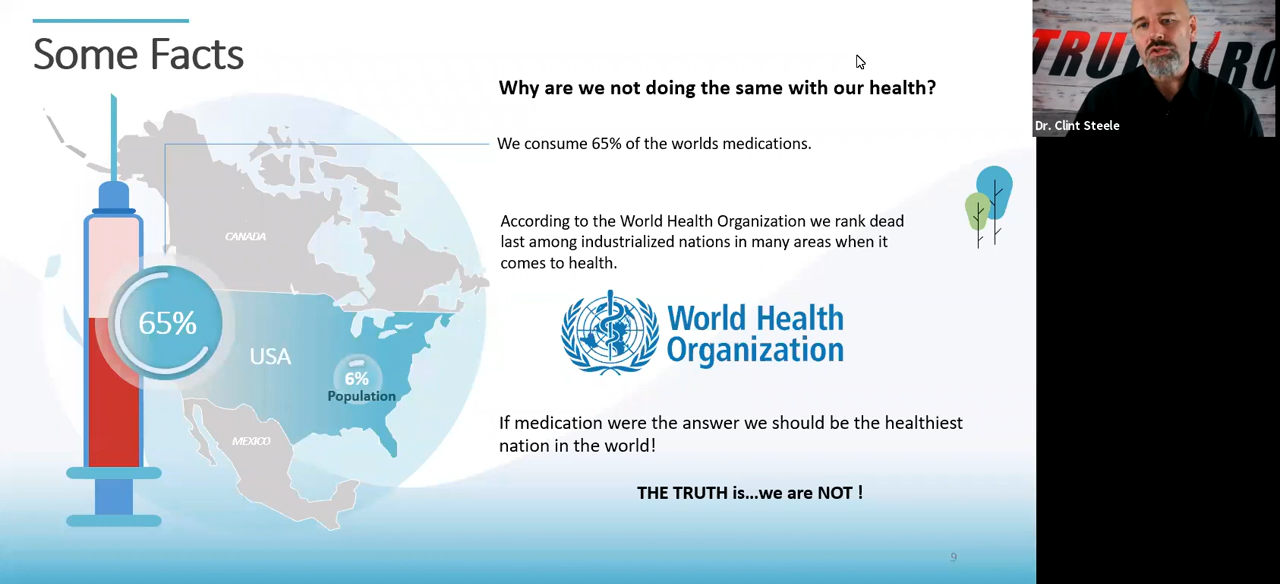 Some Facts
Why are we not doing the same with our health?
We consume 65% of the worlds medications.
According to the World Health Organization we rank dead
last among industrialized nations in many areas when it
comes to health.
World Health
Organization
If medication were the answer we should be the healthiest
nation in the world!
THE TRUTH is...we are NOT !
CANADA
65%
USA
6%
Population
MEXICO
9
TRU
RO
Dr. Clint Steele